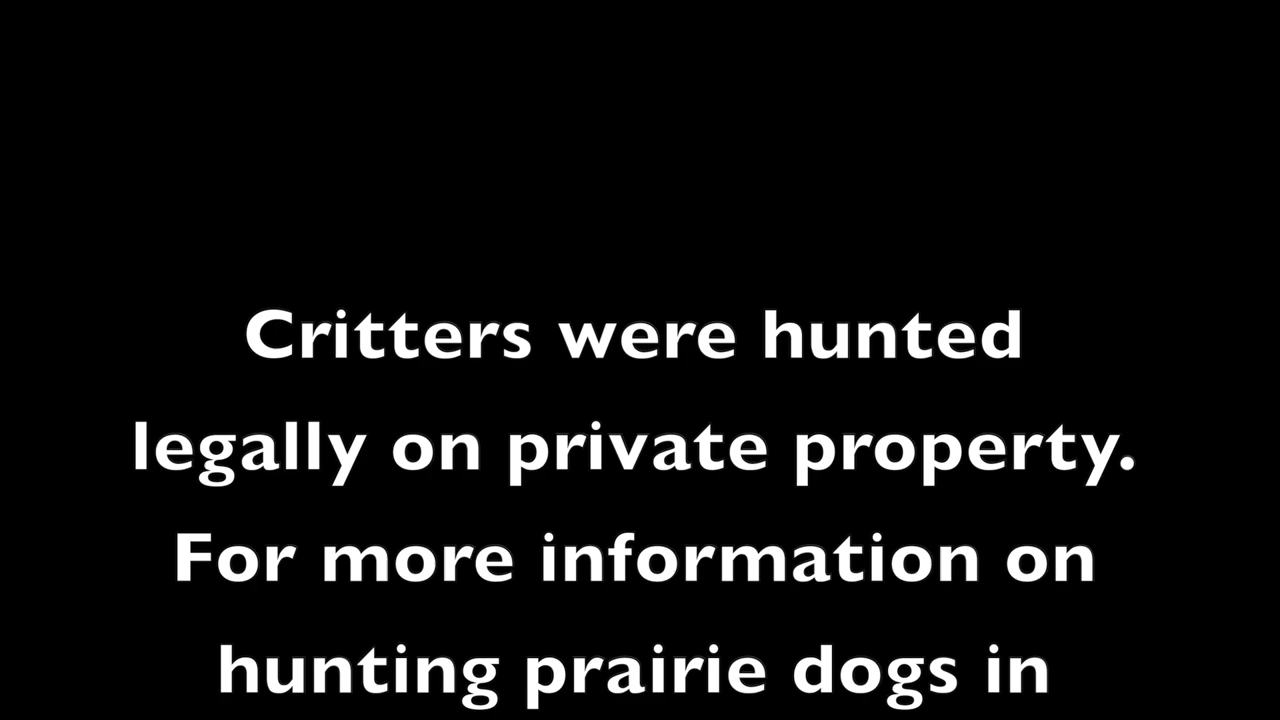 Critters were hunted
legally on private property.
For more information on
hunting prairie dogs in